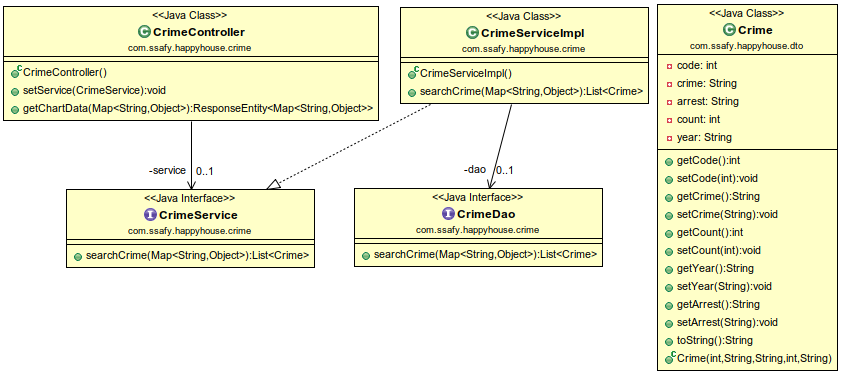 <<Java Class>>
CrimeController
com.ssafy.happyhouse.crime
CrimeController()
setService(CrimeService):void
getChartData(Map<String,Object>):ResponseEntity<Map<String,Object>>
<<Java Class>>
CrimeServiceImpl
com.ssafy.happyhouse.crime
CrimeServiceImpl()
searchCrime(Map<String,Object>):List<Crime>
<<Java Class>>
Crime
com.ssafy.happyhouse.dto
code: int
crime: String
arrest: String
count: int
year: String
getCode():int
setCode(int):void
getCrime():String
setCrime(String):void
getCount():int
setCount(int):void
getYear():String
setYear(String):void
getArrest():String
setArrest(String):void
toString():String
Crime(int,String,String,int,String)
-service 0..1
-dao 0..1
<<Java Interface>>
CrimeService
com.ssafy.happyhouse.crime
searchCrime(Map<String,Object>):List<Crime>
<<Java Interface>>
CrimeDao
com.ssafy.happyhouse.crime
searchCrime(Map<String,Object>):List<Crime>